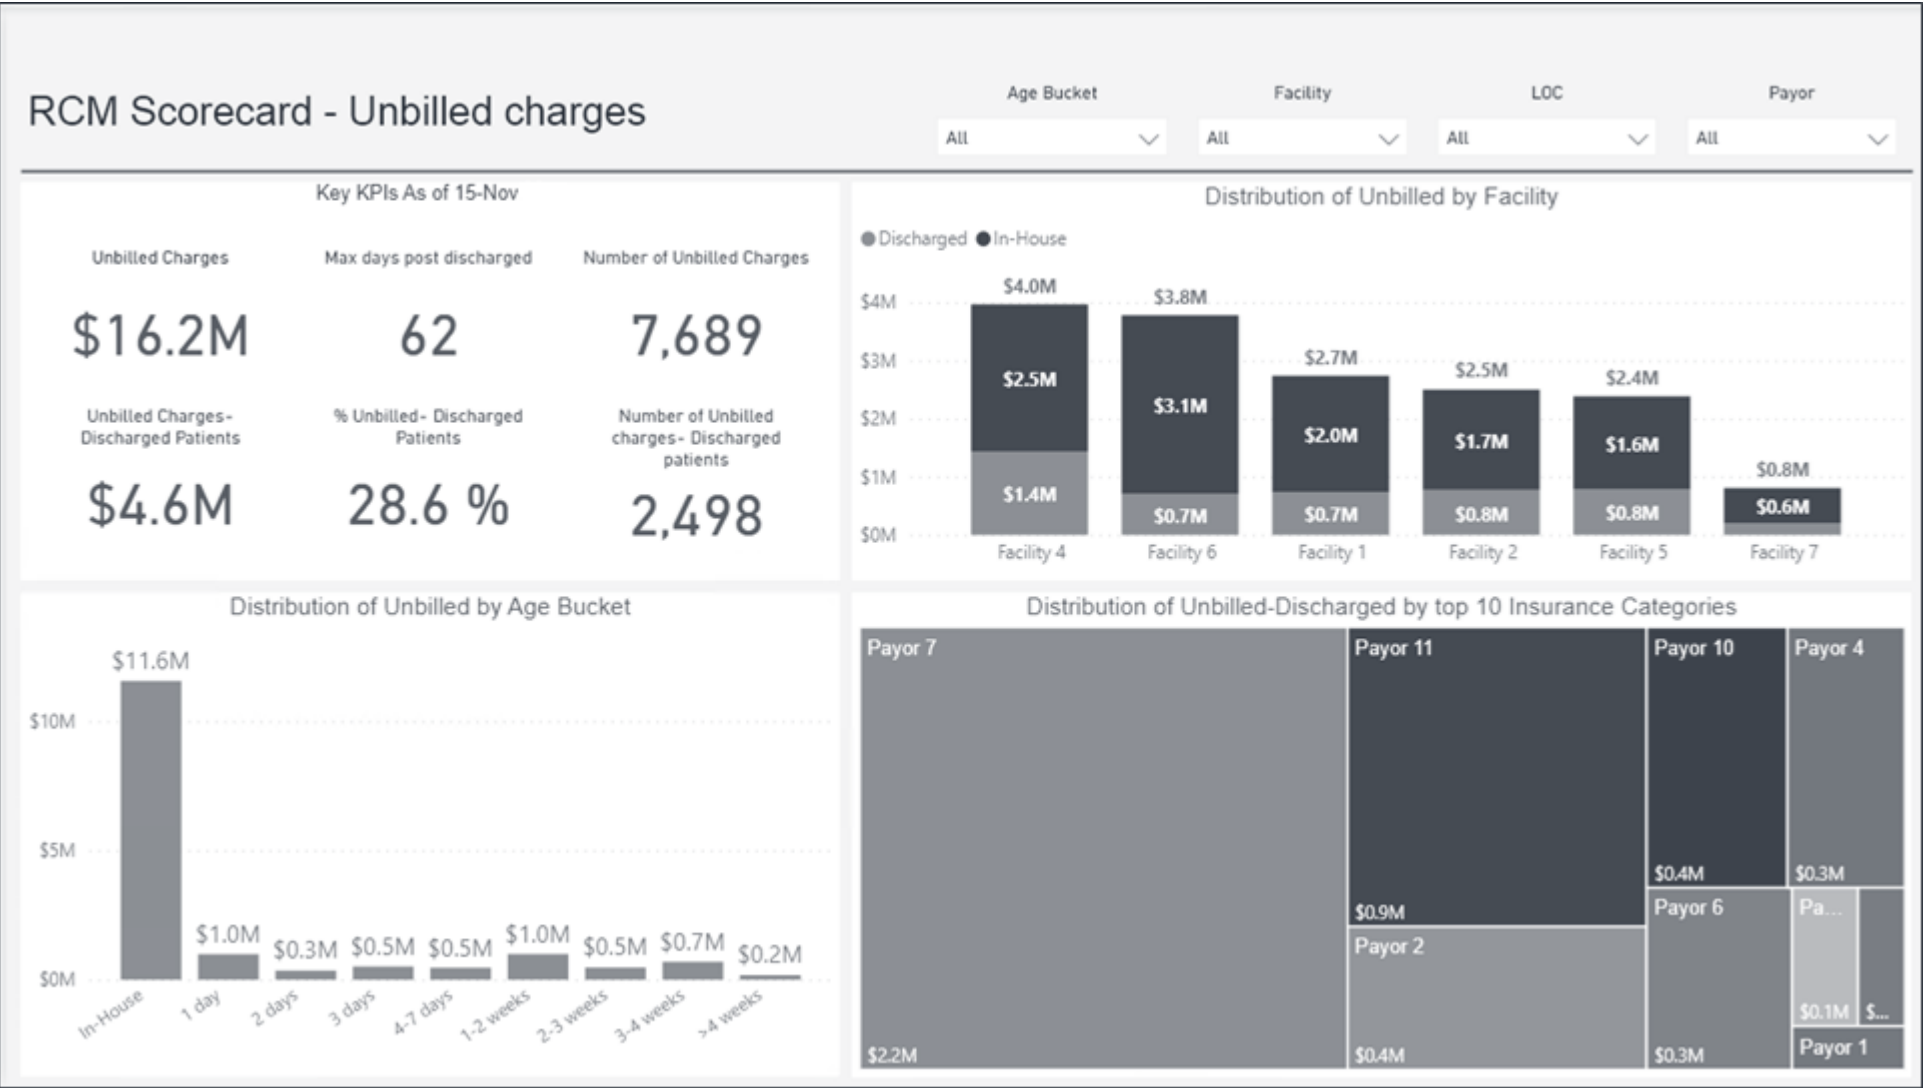 RCM Scorecard - Unbilled charges
Age Bucket
All
Facility
All
LOC
All
Payor
All
Key KPIs As of 15-Nov
Unbilled Charges
$16.2M
Max days post discharged
62
Number of Unbilled Charges
7,689
Unbilled Charges-
Discharged Patients
$4.6M
% Unbilled- Discharged
Patients
28.6 %
Number of Unbilled
charges- Discharged
patients
2,498
Distribution of Unbilled by Facility
Discharged In-House
$4M
$3M
$2M
$1M
$0M
$4.0M
$2.5M
$1.4M
Facility 4
$3.8M
$3.1M
$0.7M
Facility 6
$2.7M
$2.0M
$0.7M
Facility 1
$2.5M
$1.7M
$0.8M
Facility 2
$2.4M
$1.6M
$0.8M
Facility 5
$0.8M
$0.6M
Facility 7
Distribution of Unbilled by Age Bucket
$10M
$5M
$0M
$11.6M
$1.0M
$0.3M
$0.5M
$0.5M
$1.0M
$0.5M
$0.7M
$0.2M
In-House
1 day
2 days
3 days
4-7 days
1-2 weeks
2-3 weeks
3-4 weeks
>4 weeks
Distribution of Unbilled-Discharged by top 10 Insurance Categories
Payor 7
$2.2M
Payor 11
$0.9M
Payor 2
$0.4M
Payor 10
$0.4M
Payor 4
$0.3M
Payor 6
$0.3M
Pa...
$0.1M
$...
Payor 1